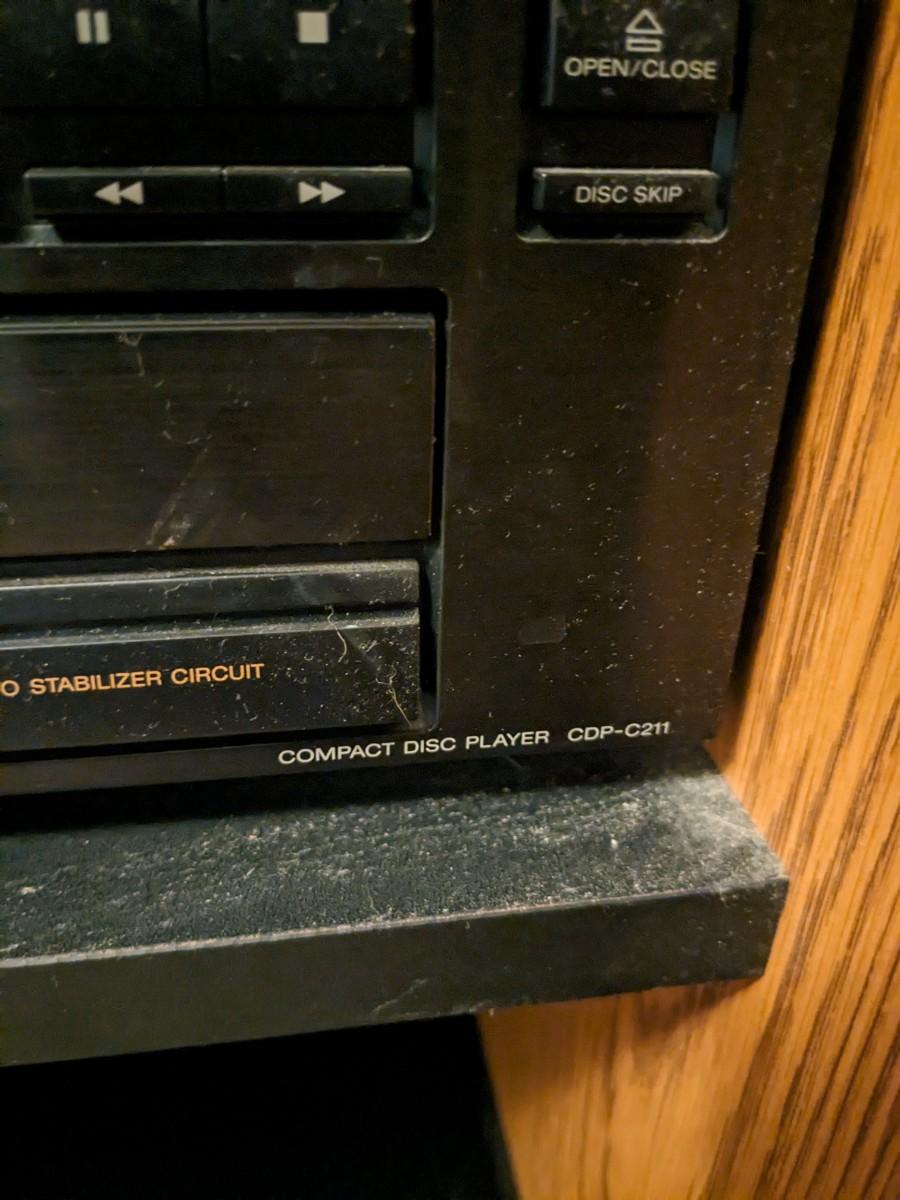 OPEN/CLOSE
DISC SKIP
O STABILIZER CIRCUIT
COMPACT DISC PLAYER CDP-C211